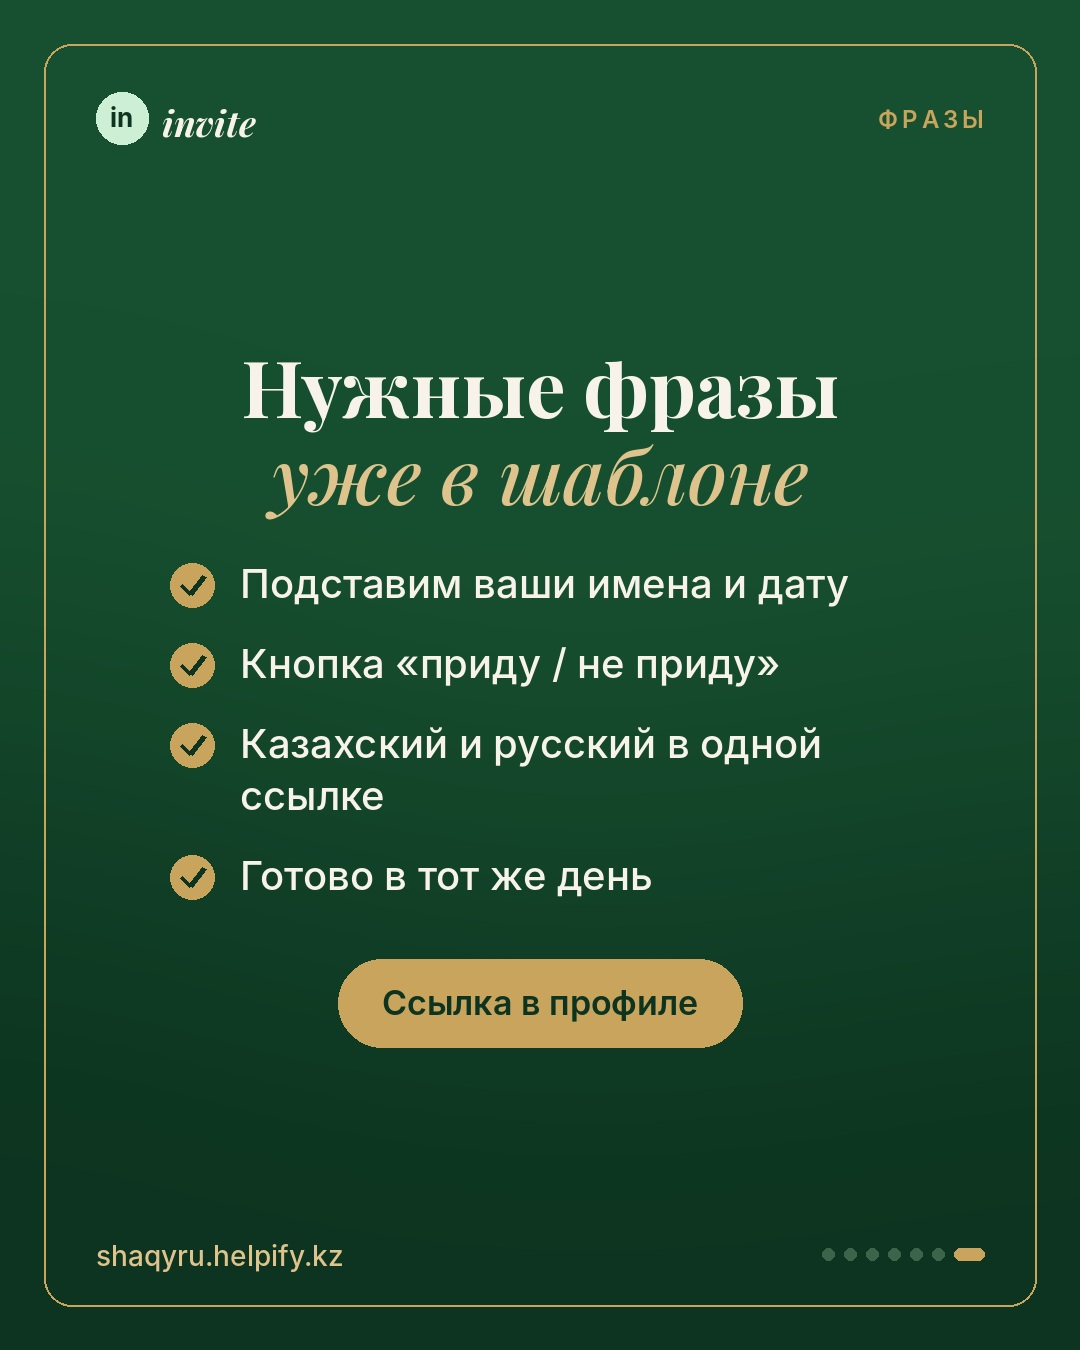 in invite
ФРАЗЫ
Нужные фразы
уже в шаблоне
Подставим ваши имена и дату
Кнопка «приду / не приду»
Казахский и русский в одной
ссылке
Готово в тот же день
Ссылка в профиле
shaqyru.helpify.kz